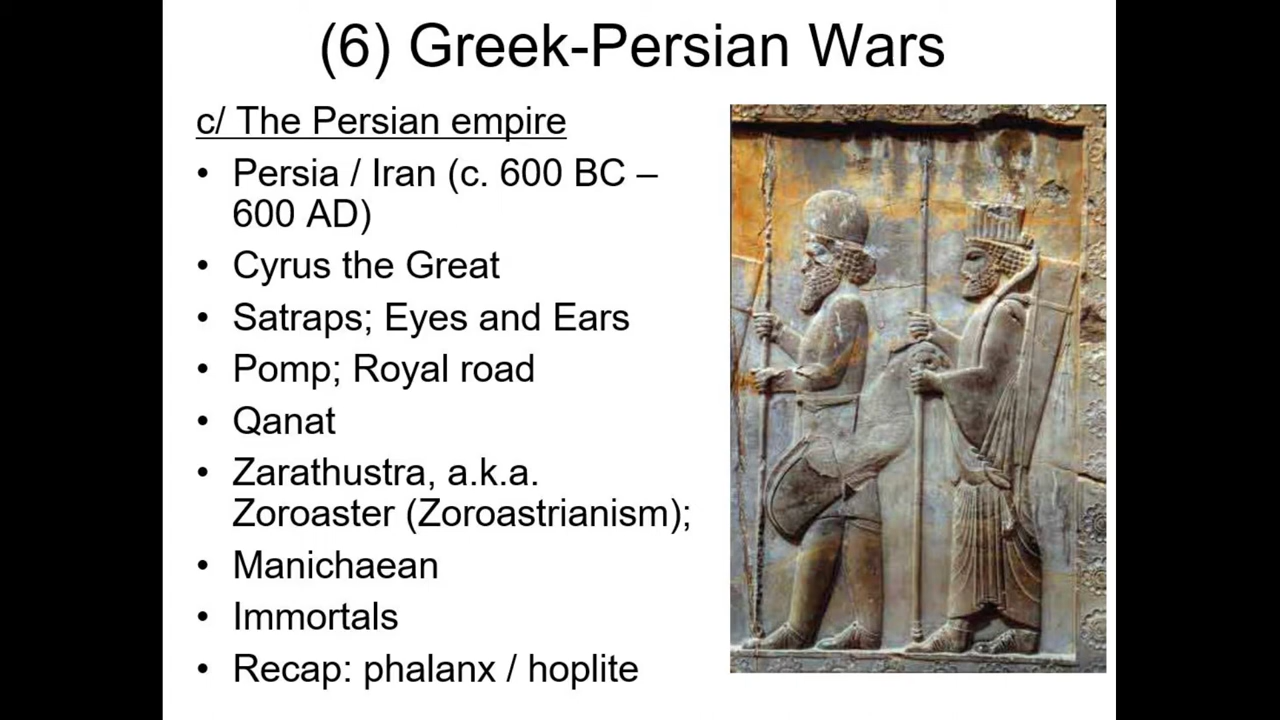 (6) Greek-Persian Wars
c/ The Persian empire
• Persia / Iran (c. 600 BC –
600 AD)
• Cyrus the Great
• Satraps; Eyes and Ears
• Pomp; Royal road
• Qanat
• Zarathustra, a.k.a.
Zoroaster (Zoroastrianism);
• Manichaean
• Immortals
• Recap: phalanx / hoplite